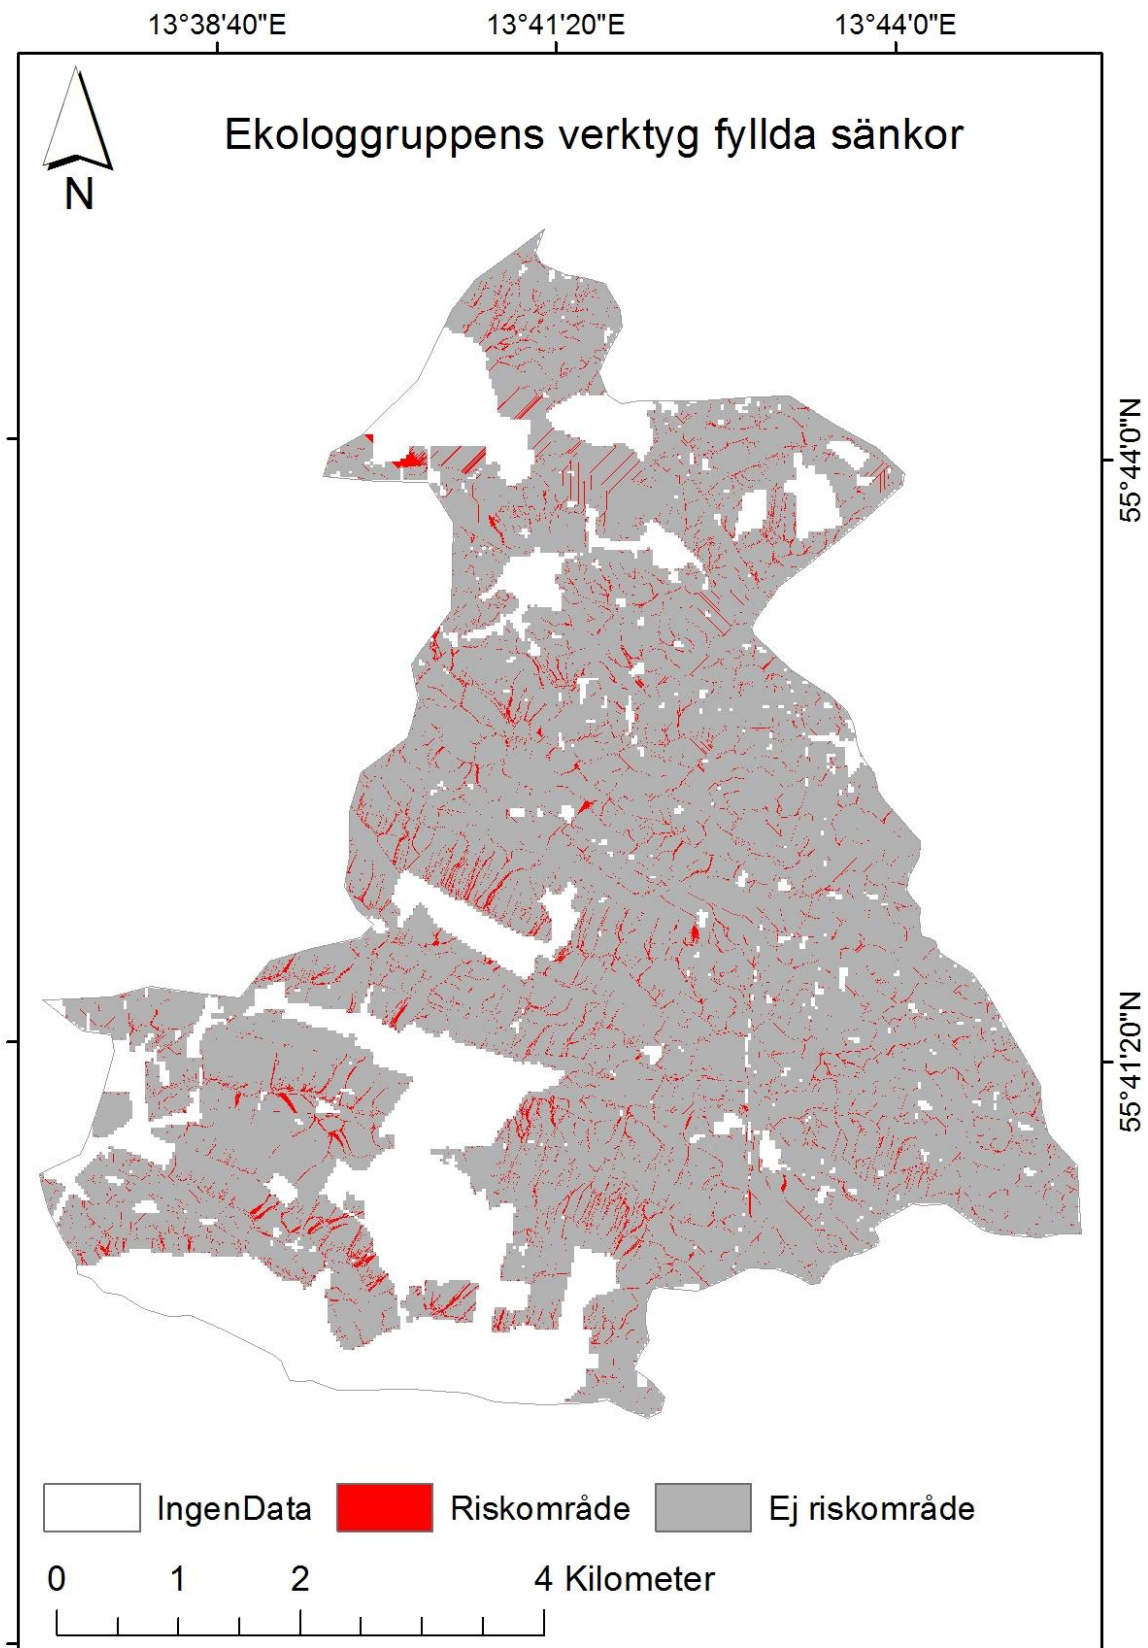 13°38'40"E 13°41'20"E 13°44'0"E
Ekologgruppens verktyg fyllda sänkor
N
55°44'0"N
55°41'20"N
IngenData Riskområde Ej riskområde
0 1 2 4 Kilometer